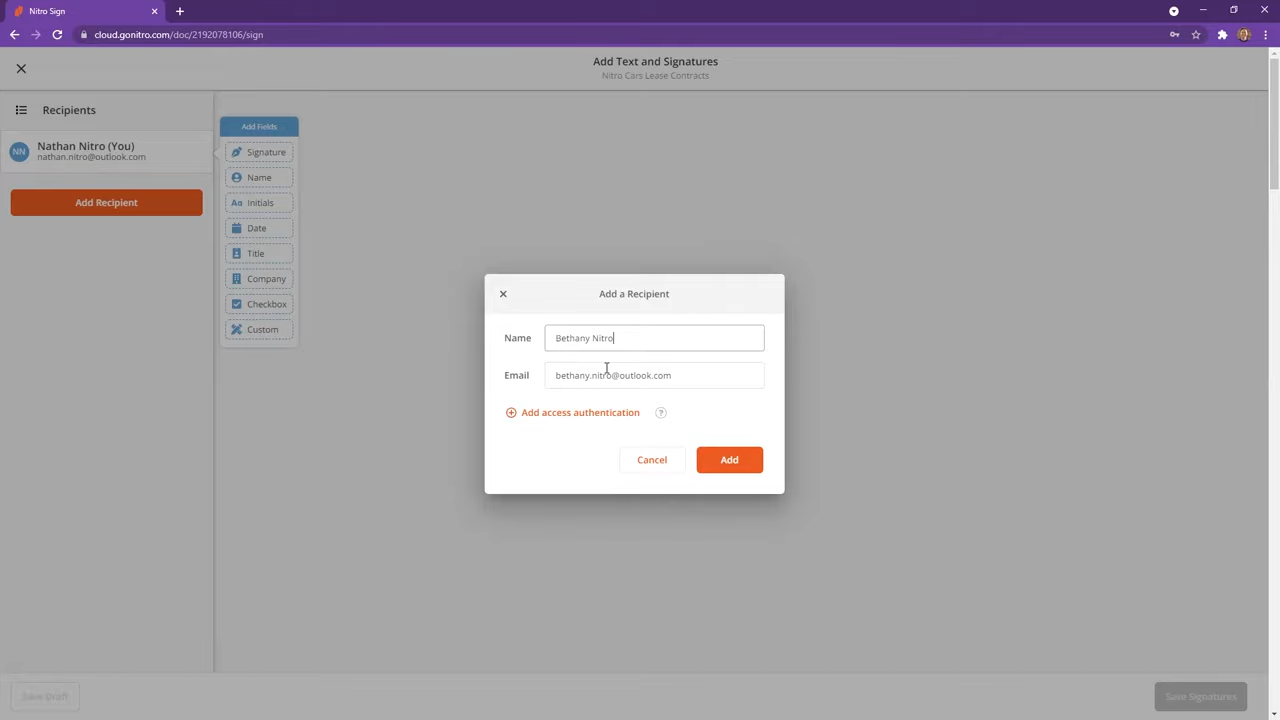 Nitro Sign
cloud.gonitro.com/doc/2192078106/sign
Add Text and Signatures
Nitro Cars Lease Contracts
Recipients
NN
Nathan Nitro (You)
nathan.nitro@outlook.com
Add Recipient
Add Fields
Signature
Name
Aa Initials
Date
Title
Company
Checkbox
Custom
Add a Recipient
Name Bethany Nitro
Email bethany.nitro@outlook.com
Add access authentication ?
Cancel Add
Save Draft
Save Signatures